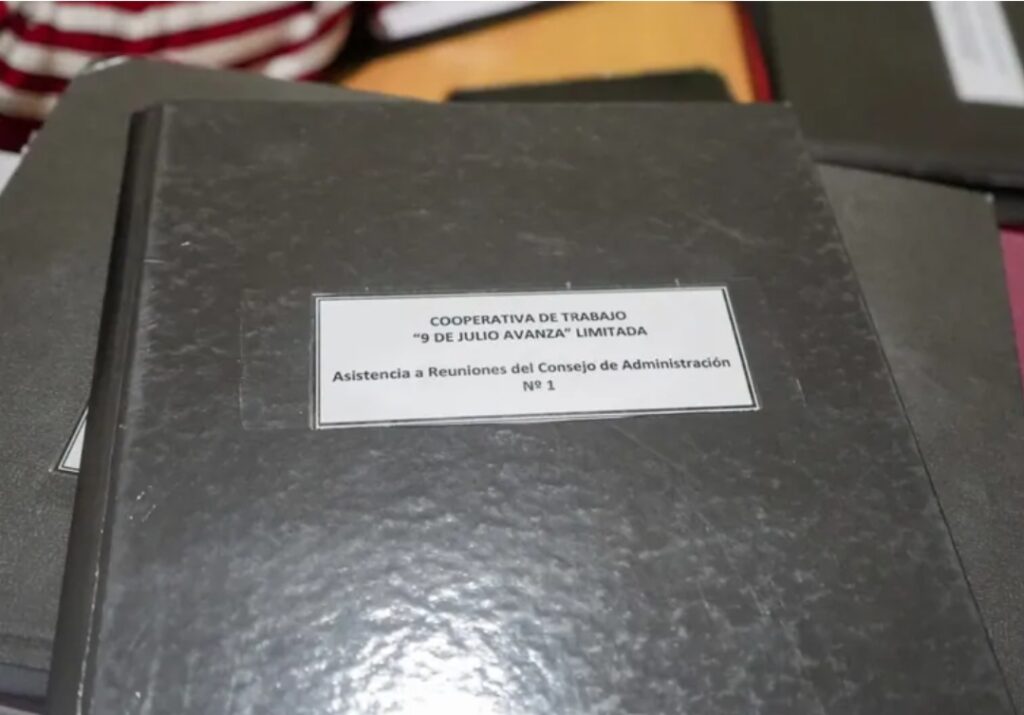 COOPERATIVA DE TRABAJO
“9 DE JULIO AVANZA” LIMITADA
Asistencia a Reuniones del Consejo de Administración
Nº 1